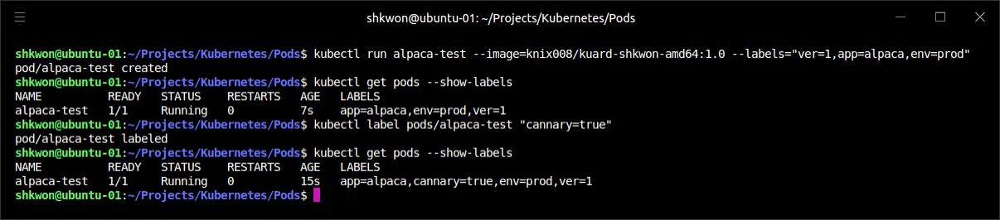 shkwon@ubuntu-01: ~/Projects/Kubernetes/Pods
shkwon@ubuntu-01:~/Projects/Kubernetes/Pods$ kubectl run alpaca-test --image=knix008/kuard-shkwon-amd64:1.0 --labels="ver=1,app=alpaca,env=prod"
pod/alpaca-test created
shkwon@ubuntu-01:~/Projects/Kubernetes/Pods$ kubectl get pods --show-labels
NAME          READY   STATUS    RESTARTS   AGE   LABELS
alpaca-test   1/1     Running   0          7s    app=alpaca,env=prod,ver=1
shkwon@ubuntu-01:~/Projects/Kubernetes/Pods$ kubectl label pods/alpaca-test "cannary=true"
pod/alpaca-test labeled
shkwon@ubuntu-01:~/Projects/Kubernetes/Pods$ kubectl get pods --show-labels
NAME          READY   STATUS    RESTARTS   AGE   LABELS
alpaca-test   1/1     Running   0          15s   app=alpaca,cannary=true,env=prod,ver=1
shkwon@ubuntu-01:~/Projects/Kubernetes/Pods$